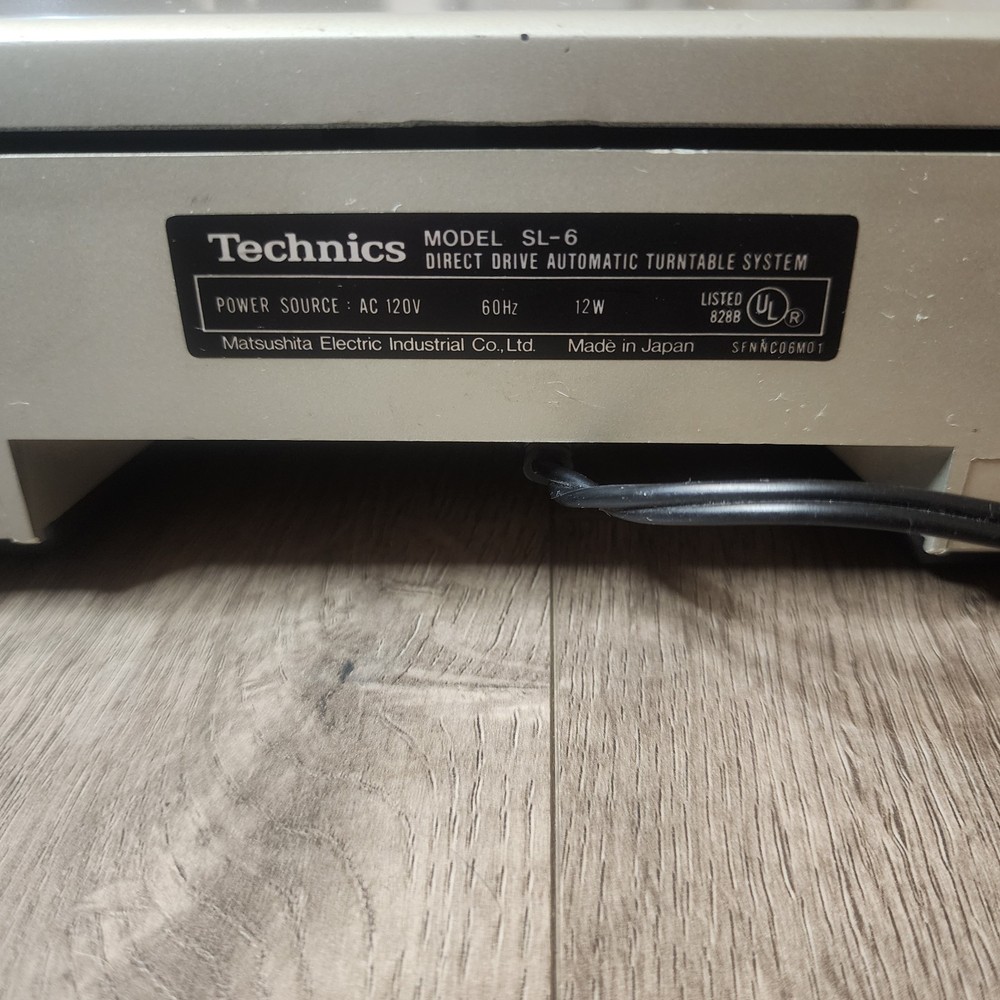 Technics MODEL SL-6
DIRECT DRIVE AUTOMATIC TURNTABLE SYSTEM
POWER SOURCE : AC 120V 60Hz 12W LISTED 828B UL R
Matsushita Electric Industrial Co., Ltd. Made in Japan SFNNC06M01